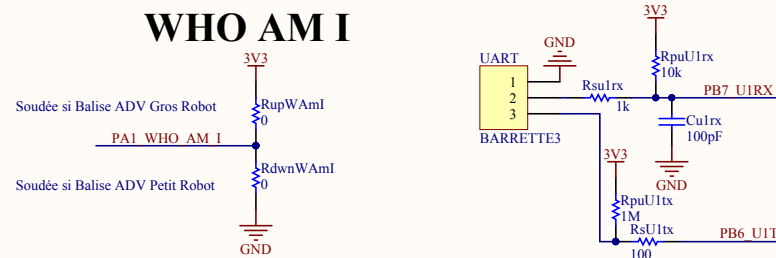 WHO AM I
3V3
Soudée si Balise ADV Gros Robot
RupWAmI
0
PA1_WHO_AM_I
RdwnWAmI
0
Soudée si Balise ADV Petit Robot
GND
GND
UART
1
2
3
BARRETTE3
Rsu1rx
1k
3V3
RpuU1rx
10k
PB7_U1RX
Cu1rx
100pF
GND
3V3
RpuU1tx
1M
RsU1tx
100
PB6_U1T